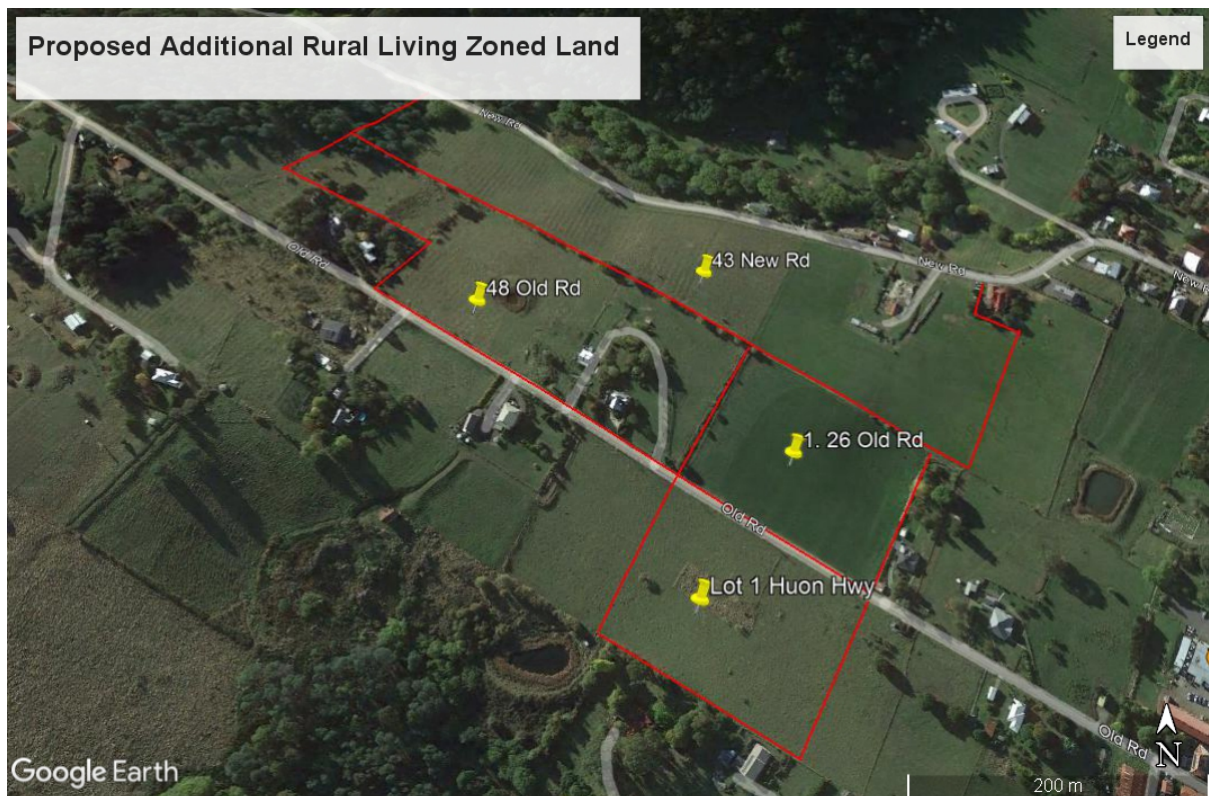 Proposed Additional Rural Living Zoned Land
Legend
New Rd
Old Rd
43 New Rd
48 Old Rd
New Rd
New R
1. 26 Old Rd
Old Rd
Lot 1 Huon Hwy
Old Rd
N
Google Earth
200 m